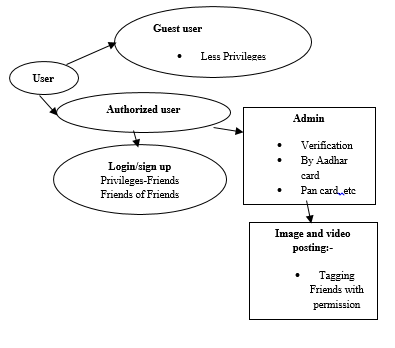 Guest user
• Less Privileges
User
Authorized user
Admin
• Verification
• By Aadhar
card
• Pan card, etc
Login/sign up
Privileges-Friends
Friends of Friends
Image and video
posting:-
• Tagging
Friends with
permission